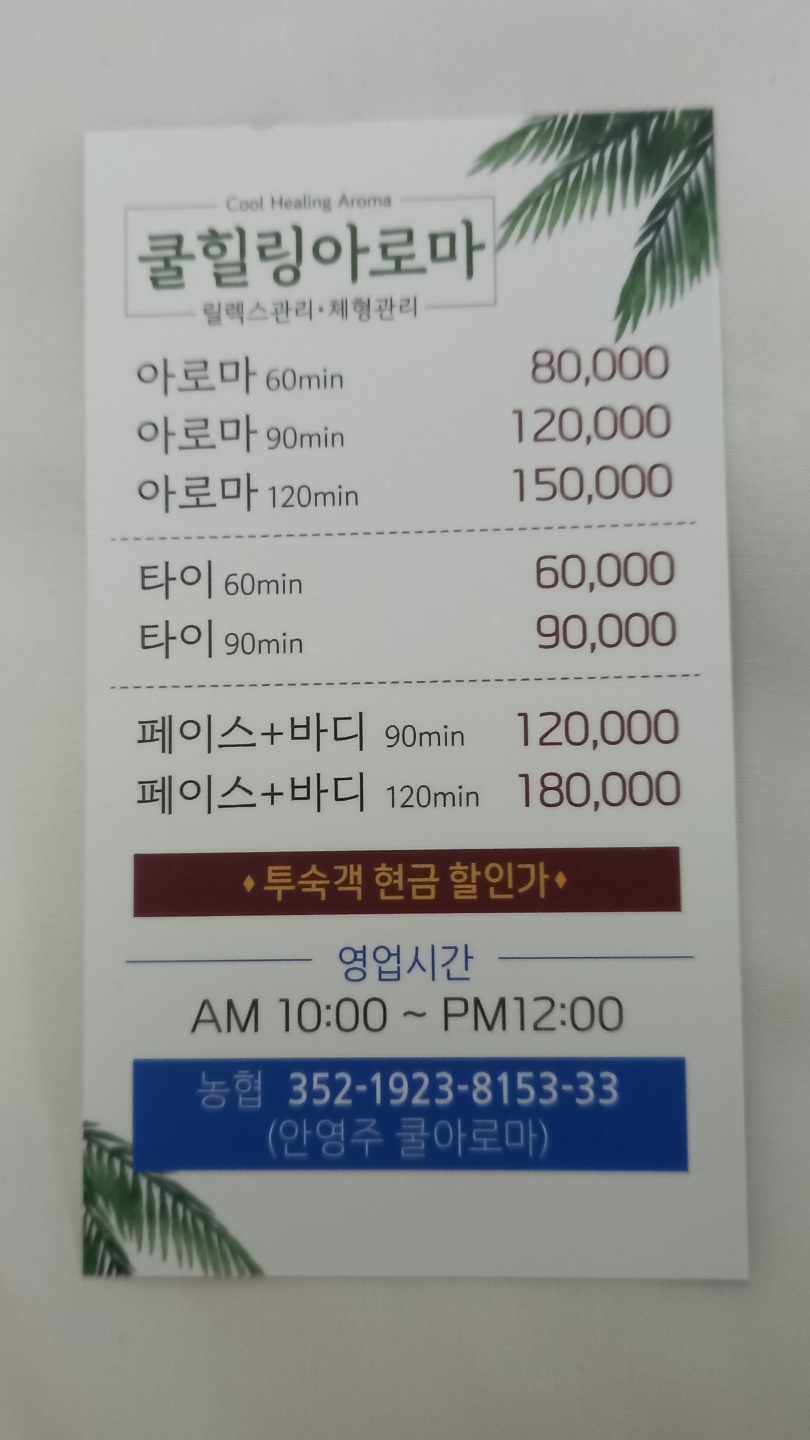 Cool Healing Aroma
쿨힐링아로마
릴렉스관리·체형관리
아로마 60min 80,000
아로마 90min 120,000
아로마 120min 150,000
타이 60min 60,000
타이 90min 90,000
페이스+바디 90min 120,000
페이스+바디 120min 180,000
♦투숙객 현금 할인가♦
영업시간
AM 10:00 ~ PM12:00
농협 352-1923-8153-33
(안영주 쿨아로마)